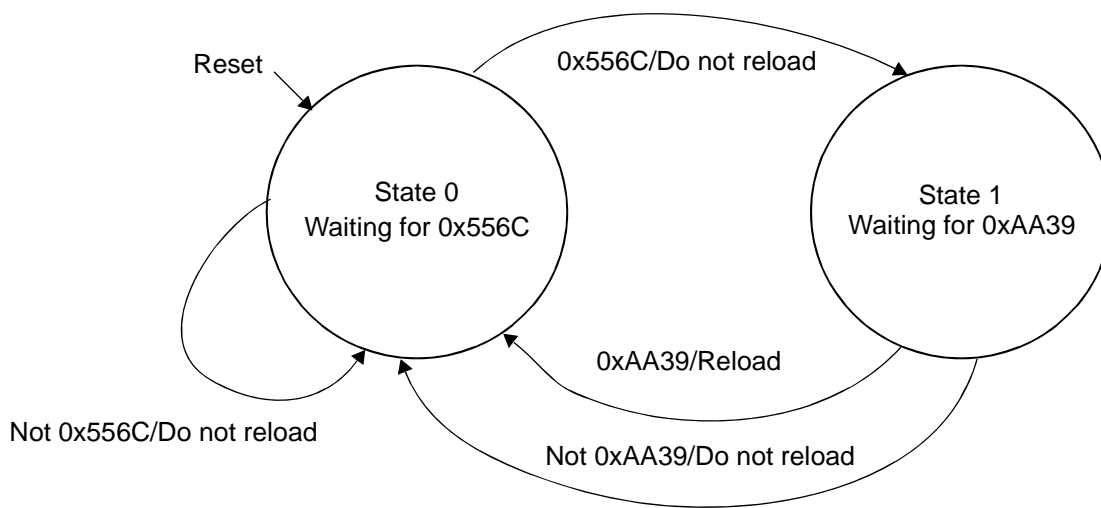 0x556C/Do not reload
Reset
State 0
Waiting for 0x556C
State 1
Waiting for 0xAA39
0xAA39/Reload
Not 0x556C/Do not reload
Not 0xAA39/Do not reload